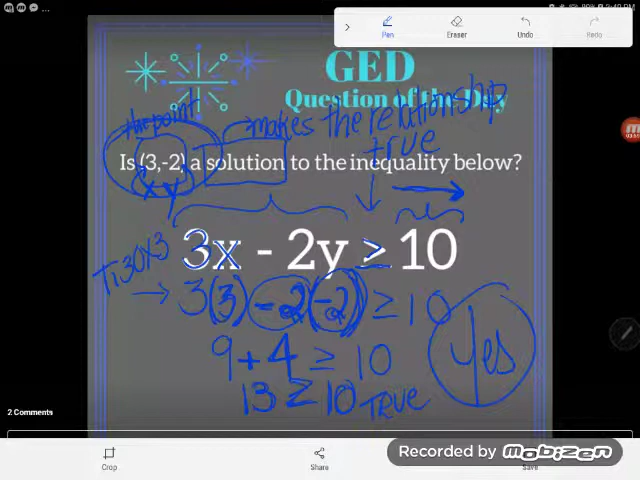 Pen
Eraser
Undo
Redo
GED
Question of the Day
the point
makes the relationship
true
Is (3,-2) a solution to the inequality below?
x y
3x - 2y ≥ 10
TI30X3
3(3) -2(-2) ≥ 10
9 + 4 ≥ 10
13 ≥ 10 TRUE
Yes
2 Comments
Recorded by Mobizen
Crop
Share
Save